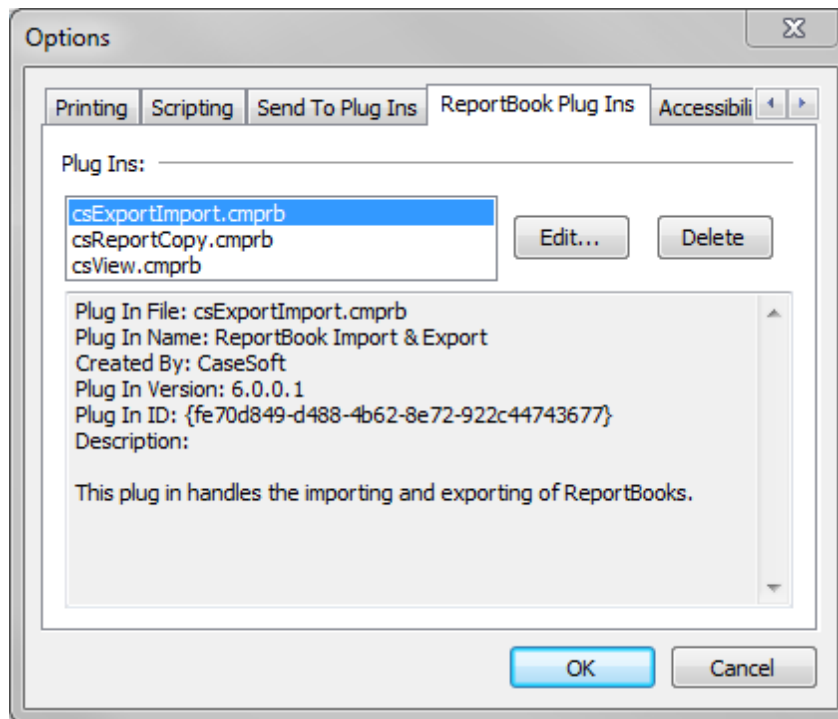 Options
Printing Scripting Send To Plug Ins ReportBook Plug Ins Accessibili
Plug Ins:
csExportImport.cmprb
csReportCopy.cmprb
csView.cmprb
Edit... Delete
Plug In File: csExportImport.cmprb
Plug In Name: ReportBook Import & Export
Created By: CaseSoft
Plug In Version: 6.0.0.1
Plug In ID: {fe70d849-d488-4b62-8e72-922c44743677}
Description:
This plug in handles the importing and exporting of ReportBooks.
OK Cancel